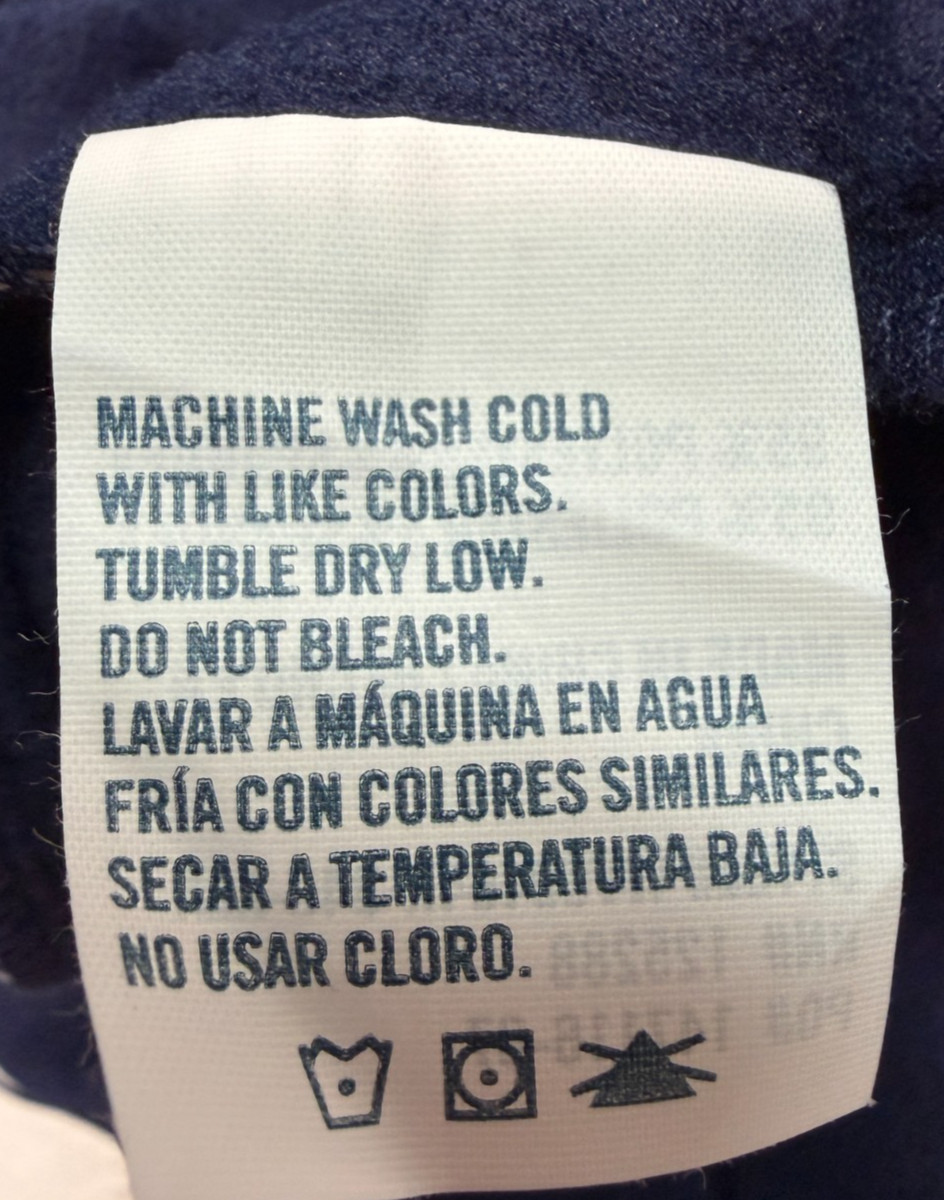 MACHINE WASH COLD
WITH LIKE COLORS.
TUMBLE DRY LOW.
DO NOT BLEACH.
LAVAR A MÁQUINA EN AGUA
FRÍA CON COLORES SIMILARES.
SECAR A TEMPERATURA BAJA.
NO USAR CLORO.